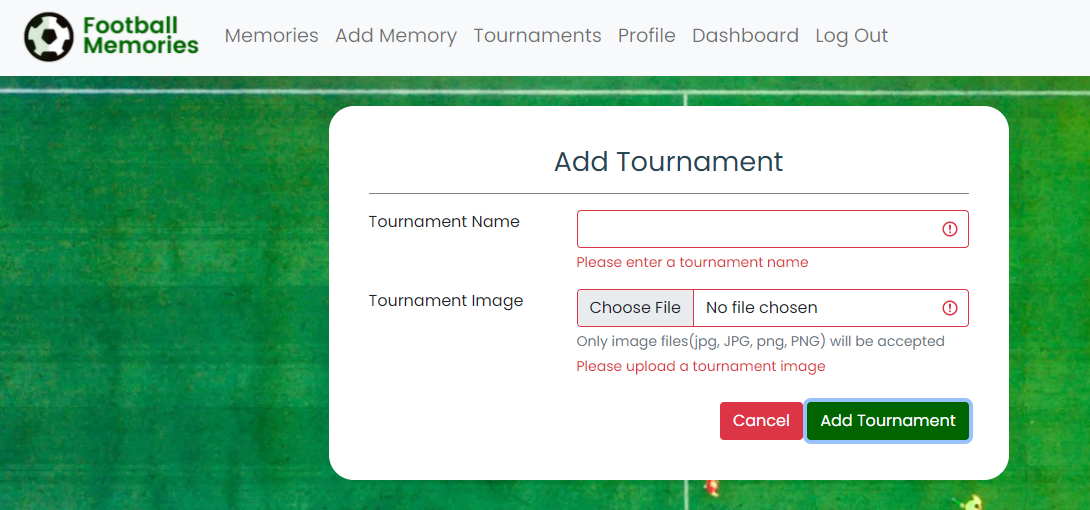 Football
Memories
Memories Add Memory Tournaments Profile Dashboard Log Out
Add Tournament
Tournament Name
Please enter a tournament name
Tournament Image
Choose File No file chosen
Only image files(jpg, JPG, png, PNG) will be accepted
Please upload a tournament image
Cancel Add Tournament